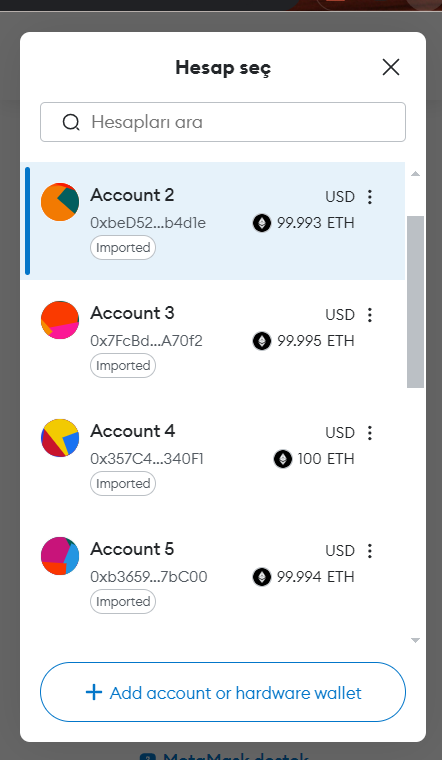 Hesap seç
Hesapları ara
Account 2
USD
0xbeD52...b4d1e
99.993 ETH
Imported
Account 3
USD
0x7FcBd...A70f2
99.995 ETH
Imported
Account 4
USD
0x357C4...340F1
100 ETH
Imported
Account 5
USD
0xb3659...7bC00
99.994 ETH
Imported
+ Add account or hardware wallet
MetaMask destek